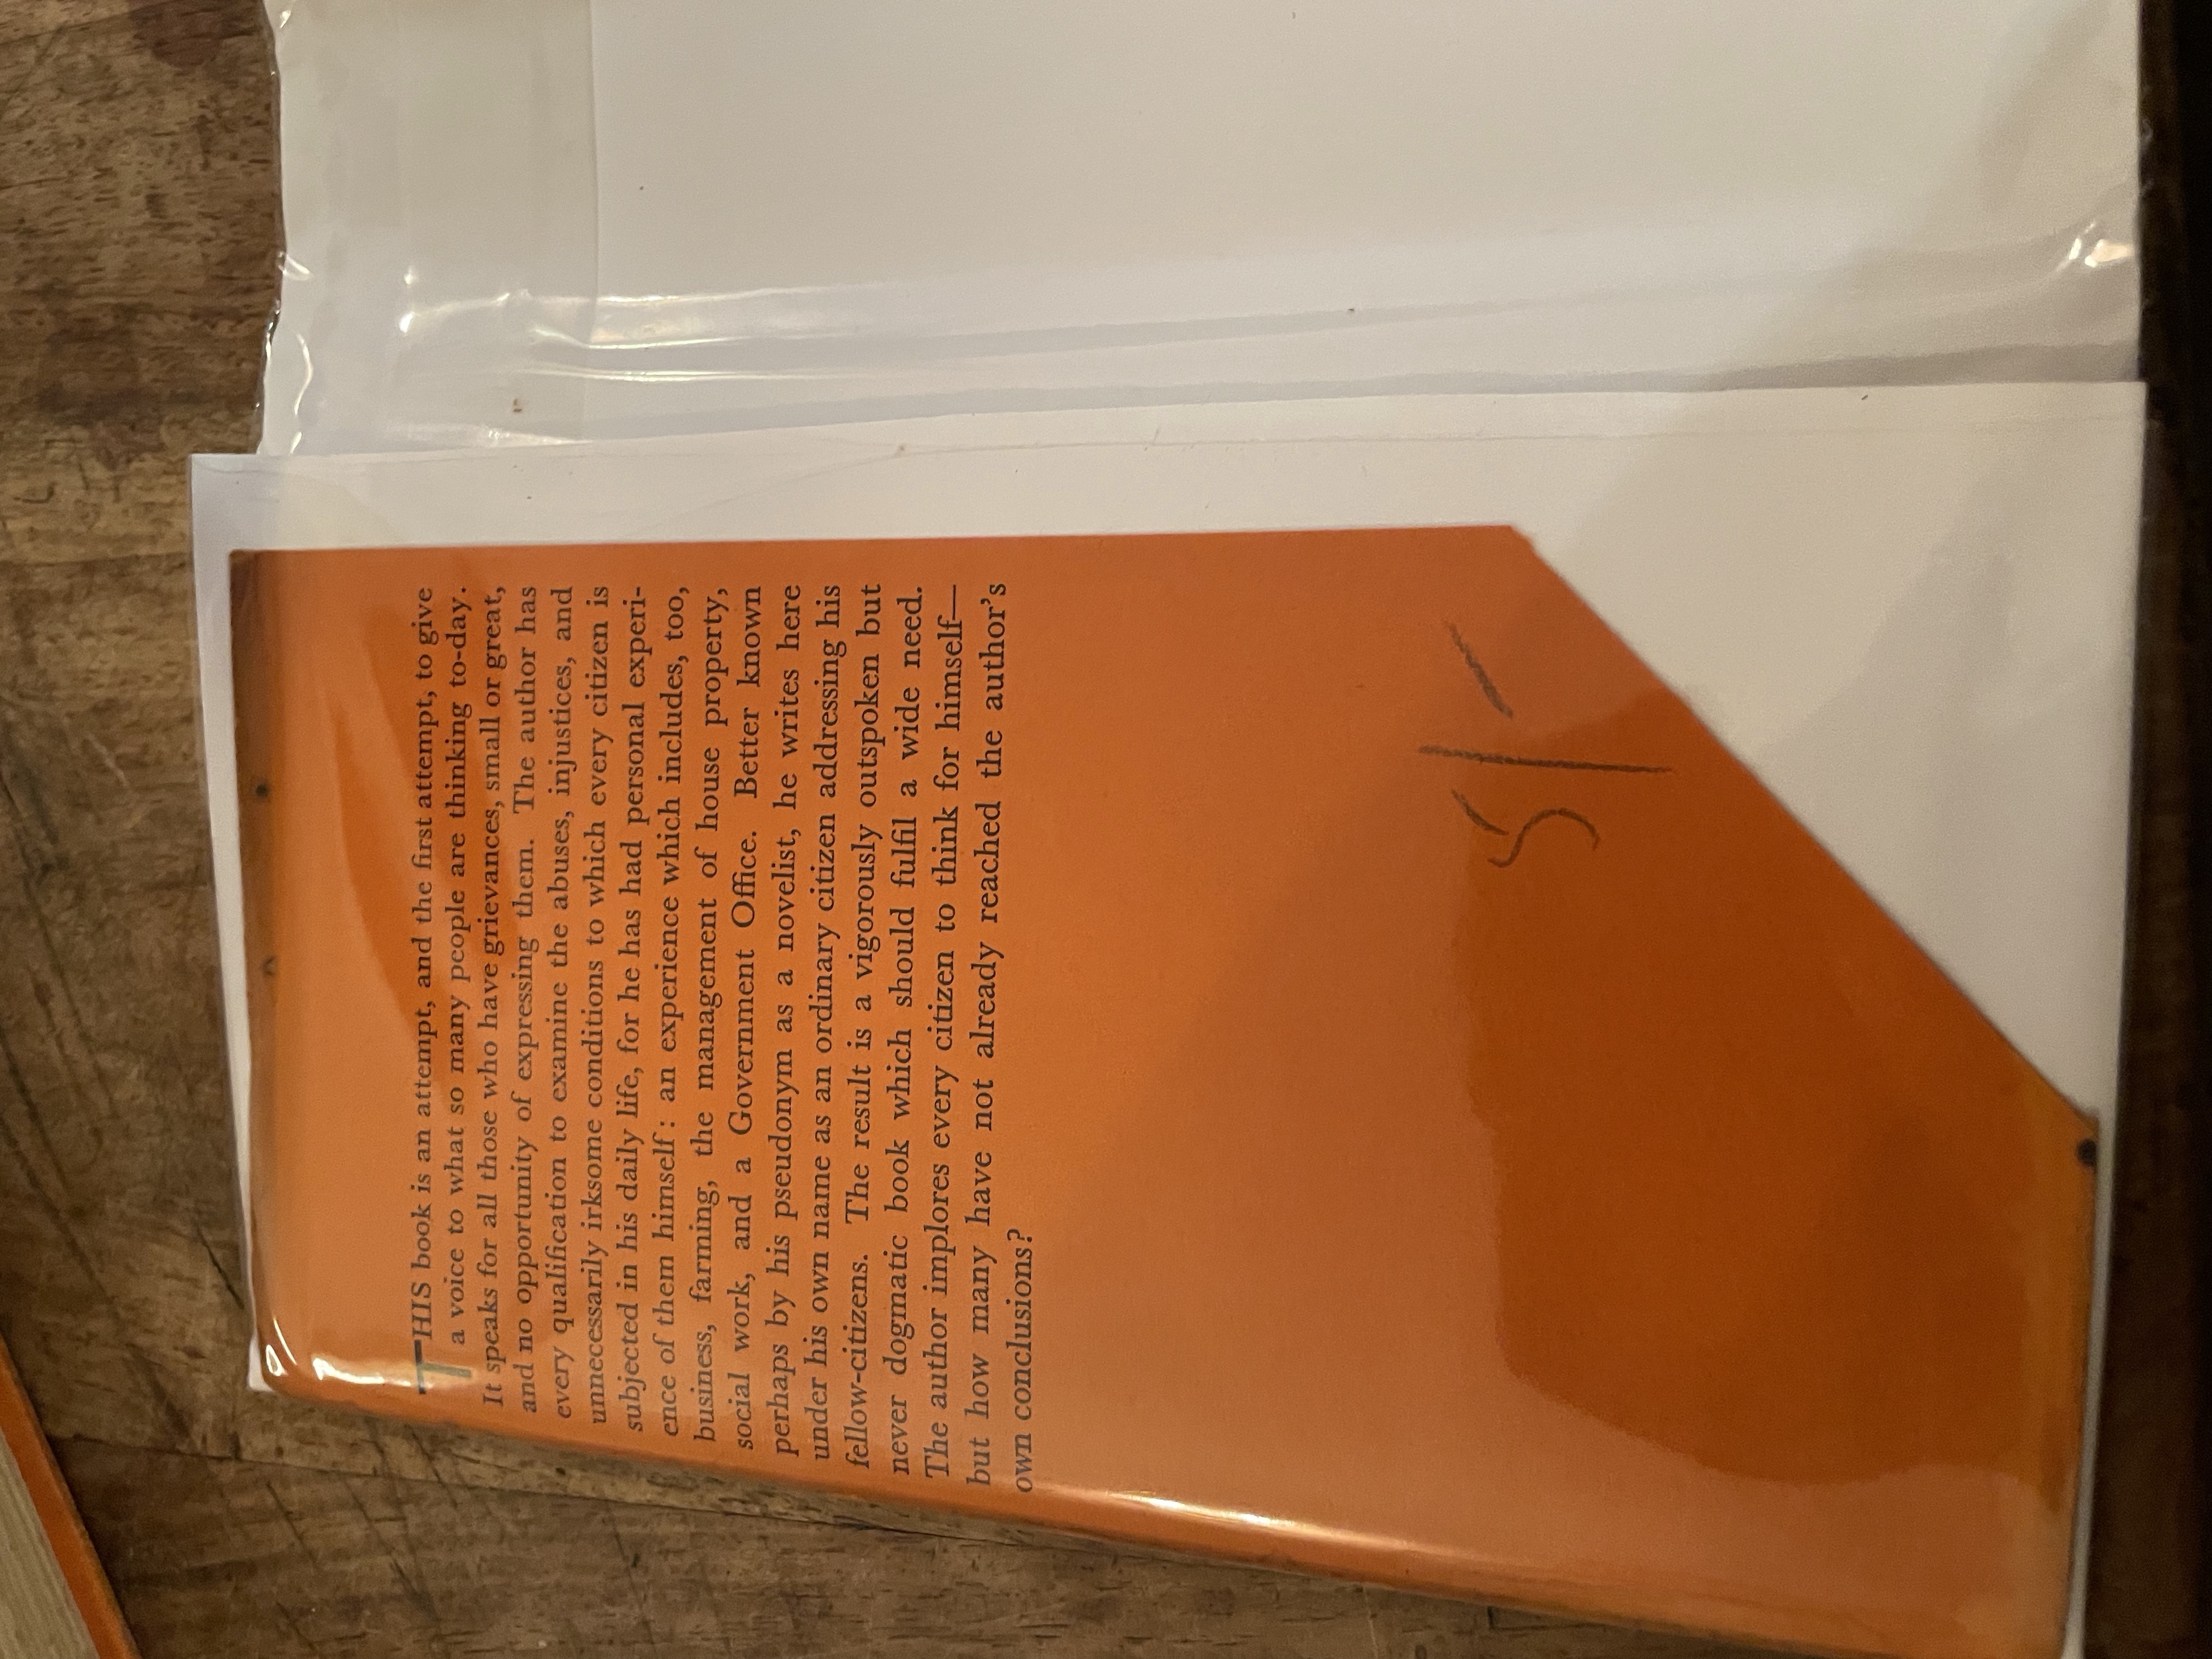 THIS book is an attempt, and the first attempt, to give
a voice to what so many people are thinking to-day.
It speaks for all those who have grievances, small or great,
and no opportunity of expressing them. The author has
every qualification to examine the abuses, injustices, and
unnecessarily irksome conditions to which every citizen is
subjected in his daily life, for he has had personal experi-
ence of them himself: an experience which includes, too,
business, farming, the management of house property,
social work, and a Government Office. Better known
perhaps by his pseudonym as a novelist, he writes here
under his own name as an ordinary citizen addressing his
fellow-citizens. The result is a vigorously outspoken but
never dogmatic book which should fulfil a wide need.
The author implores every citizen to think for himself—
but how many have not already reached the author's
own conclusions?
5/-